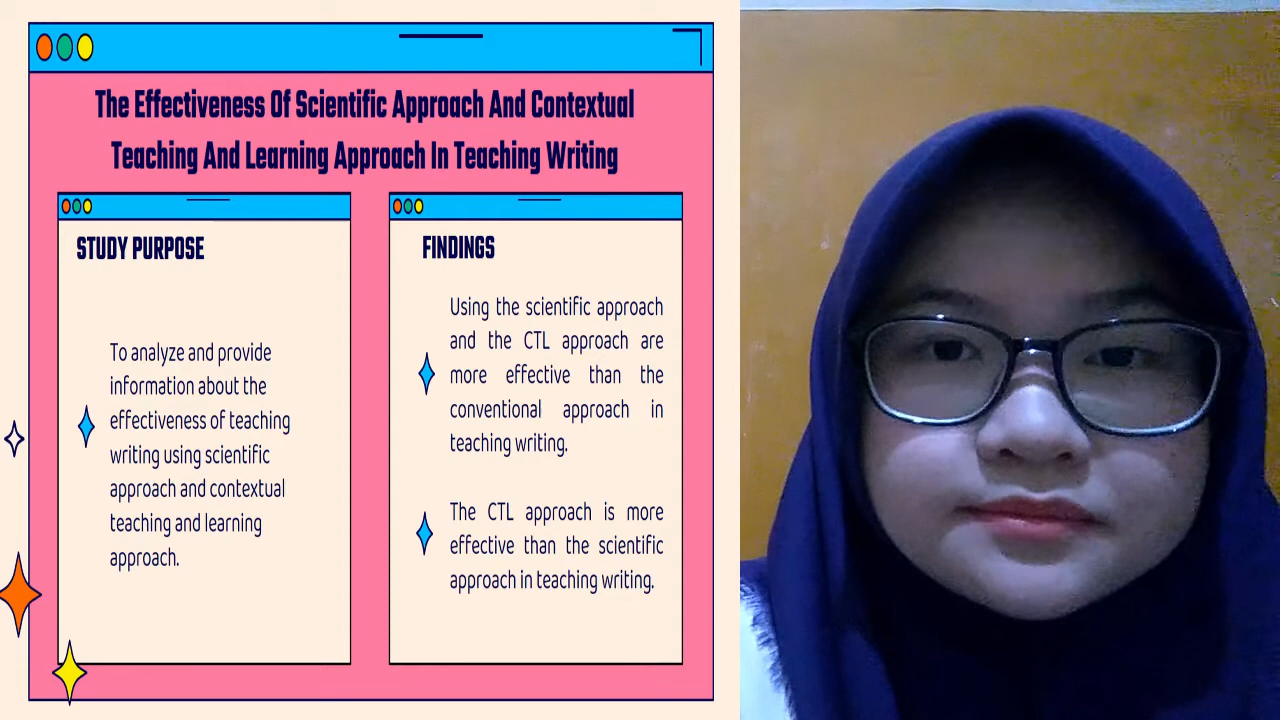 The Effectiveness Of Scientific Approach And Contextual
Teaching And Learning Approach In Teaching Writing
STUDY PURPOSE
To analyze and provide
information about the
effectiveness of teaching
writing using scientific
approach and contextual
teaching and learning
approach.
FINDINGS
Using the scientific approach
and the CTL approach are
more effective than the
conventional approach in
teaching writing.
The CTL approach is more
effective than the scientific
approach in teaching writing.